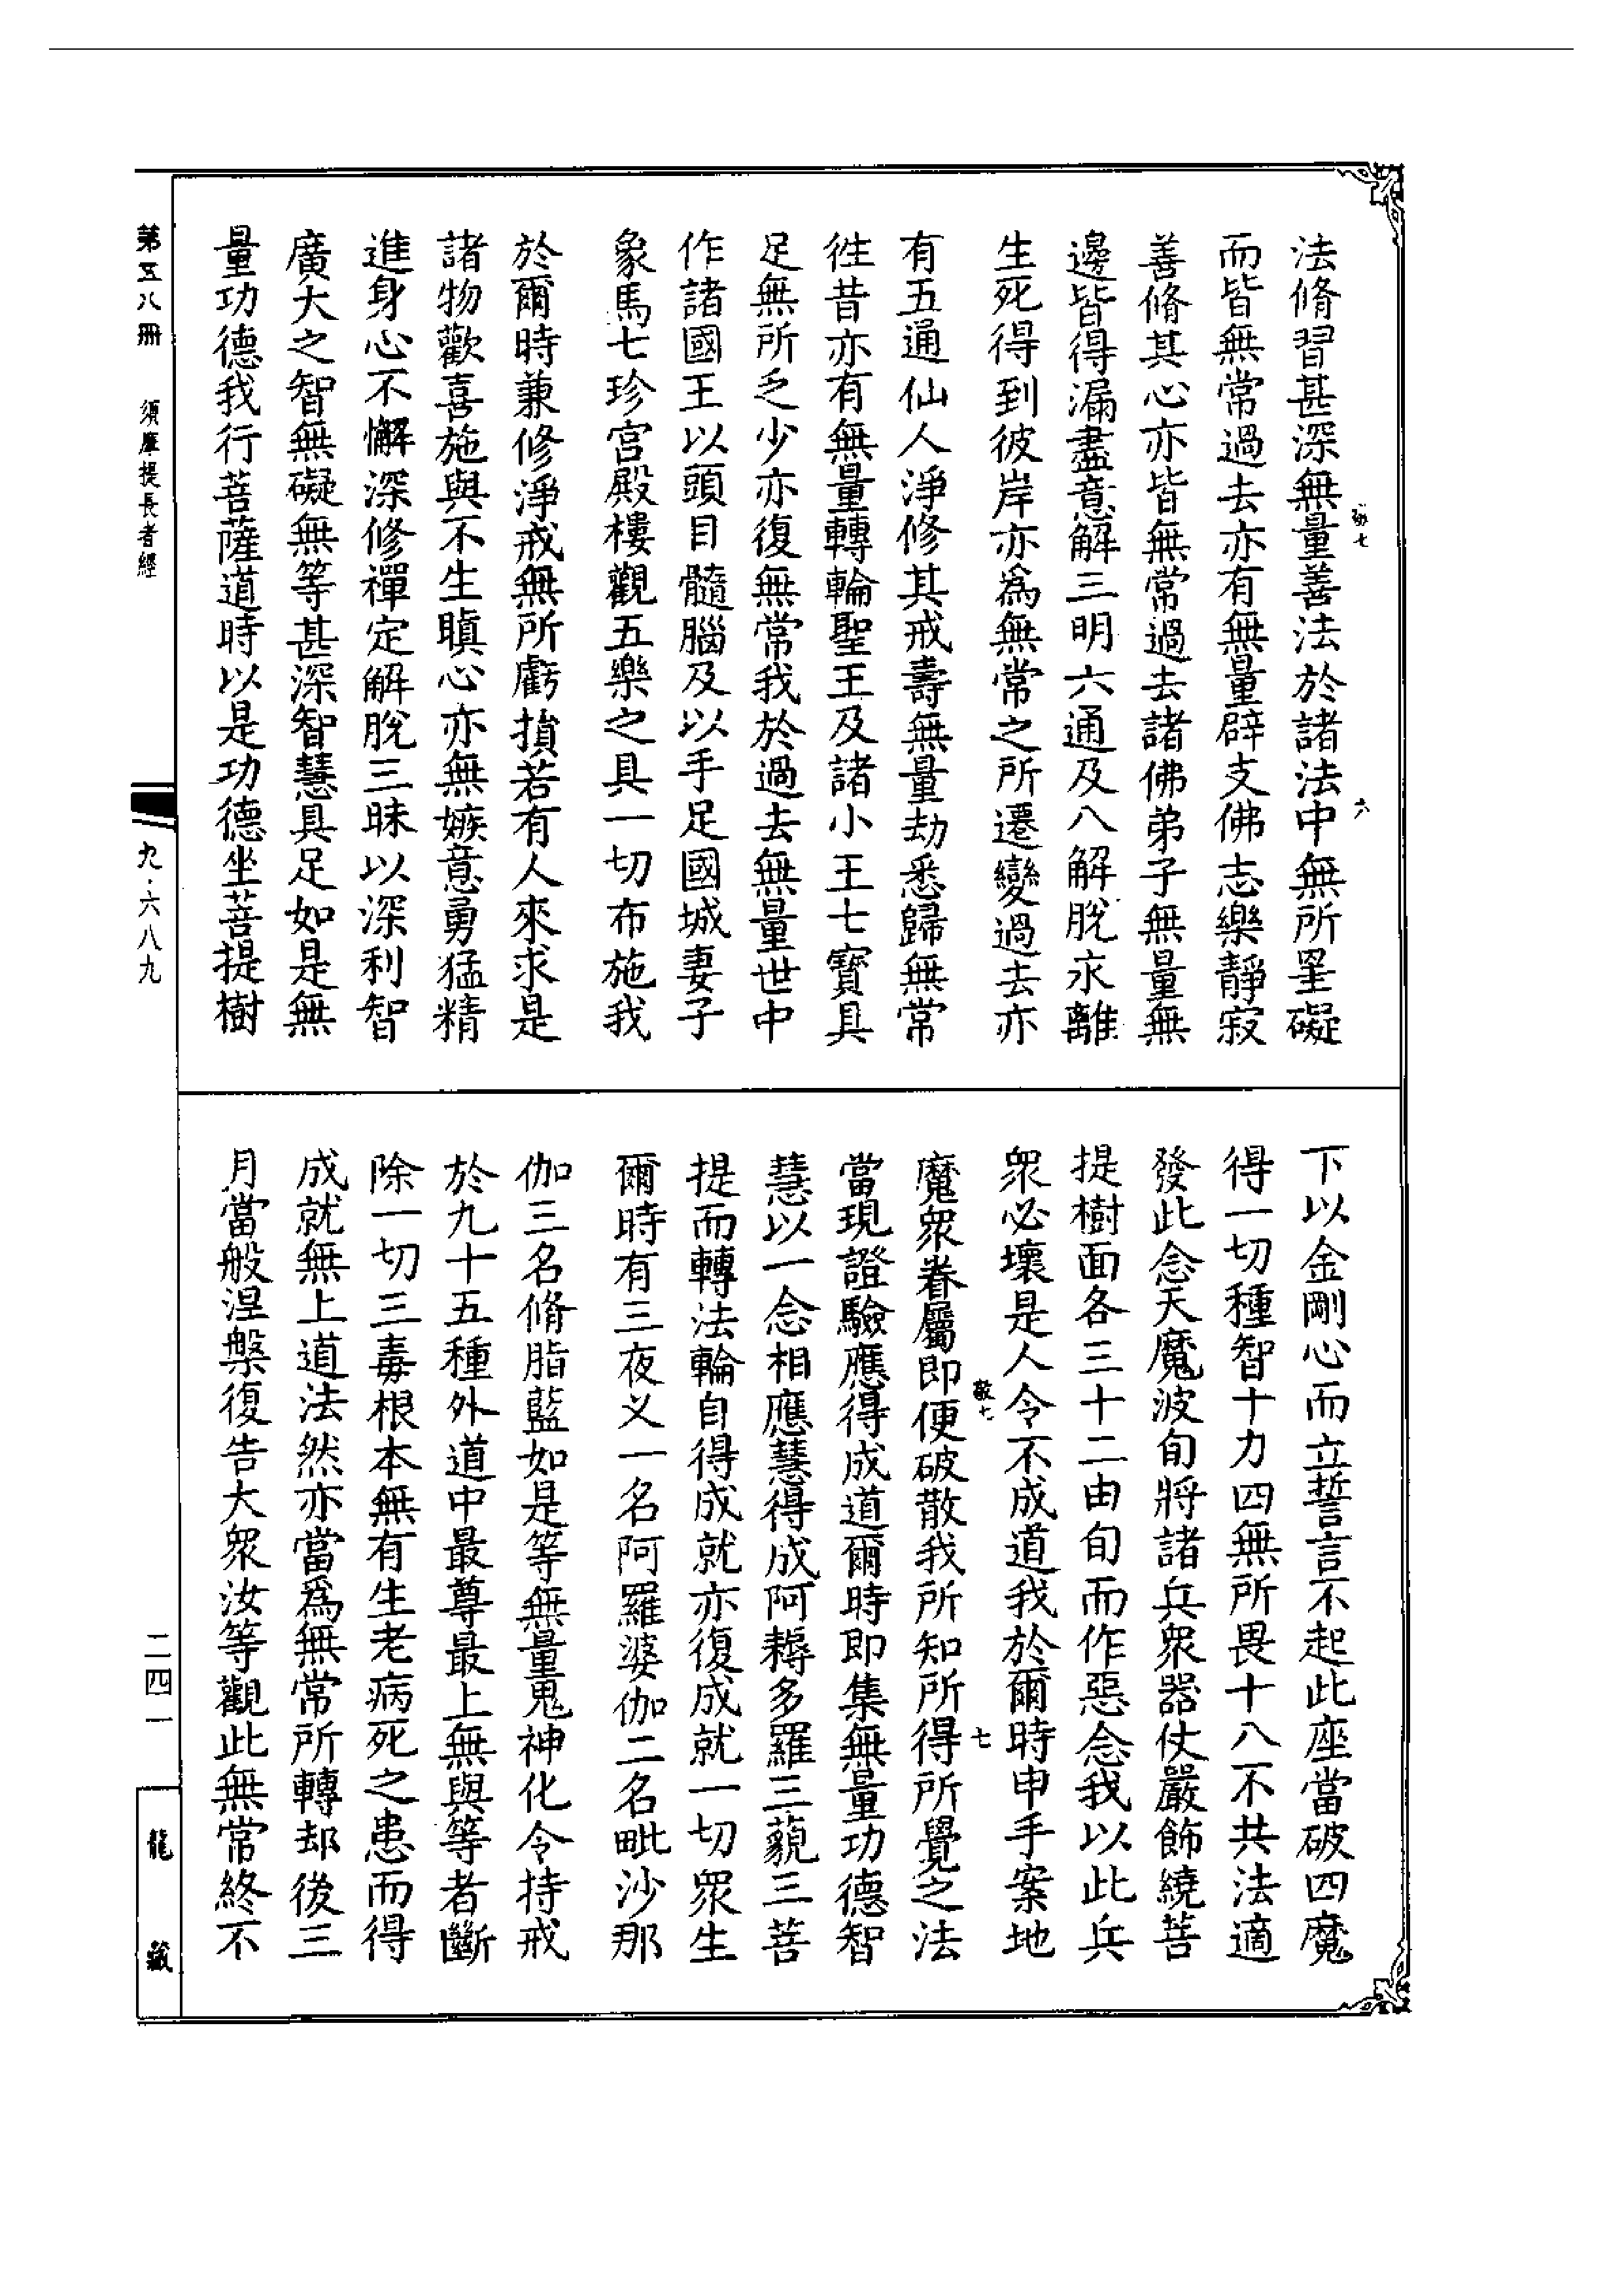 敬七
六
法脩習甚深無量善法於諸法中無所罣礙
而皆無常過去亦有無量辟支佛志樂靜寂
善脩其心亦皆無常過去諸佛弟子無量無
邊皆得漏盡意解三明六通及八解脫永離
生死得到彼岸亦為無常之所遷變過去亦
有五通仙人淨修其戒壽無量劫悉歸無常
徃昔亦有無量轉輪聖王及諸小王七寶具
足無所乏少亦復無常我於過去無量世中
作諸國王以頭目髓腦及以手足國城妻子
象馬七珍宮殿樓觀五樂之具一切布施我
於爾時兼修淨戒無所虧損若有人來求是
諸物歡喜施與不生瞋心亦無嫉意勇猛精
進身心不懈深修禪定解脫三昧以深利智
廣大之智無礙無等甚深智慧具足如是無
量功德我行菩薩道時以是功德坐菩提樹
下以金剛心而立誓言不起此座當破四魔
得一切種智十力四無所畏十八不共法適
發此念天魔波旬將諸兵衆器仗嚴飾繞菩
提樹面各三十二由旬而作惡念我以此兵
衆必壞是人令不成道我於爾時申手案地
敬七
七
魔衆眷屬即便破散我所知所得所覺之法
當現證驗應得成道爾時即集無量功德智
慧以一念相應慧得成阿耨多羅三藐三菩
提而轉法輪自得成就亦復成就一切眾生
爾時有三夜义一名阿羅婆伽二名毗沙那
伽三名脩脂藍如是等無量鬼神化令持戒
於九十五種外道中最尊最上無與等者斷
除一切三毒根本無有生老病死之患而得
成就無上道法然亦當為無常所轉却後三
月當般涅槃復告大衆汝等觀此無常終不
第五八冊
須摩提長者經
九·六八九
二四一
龍藏